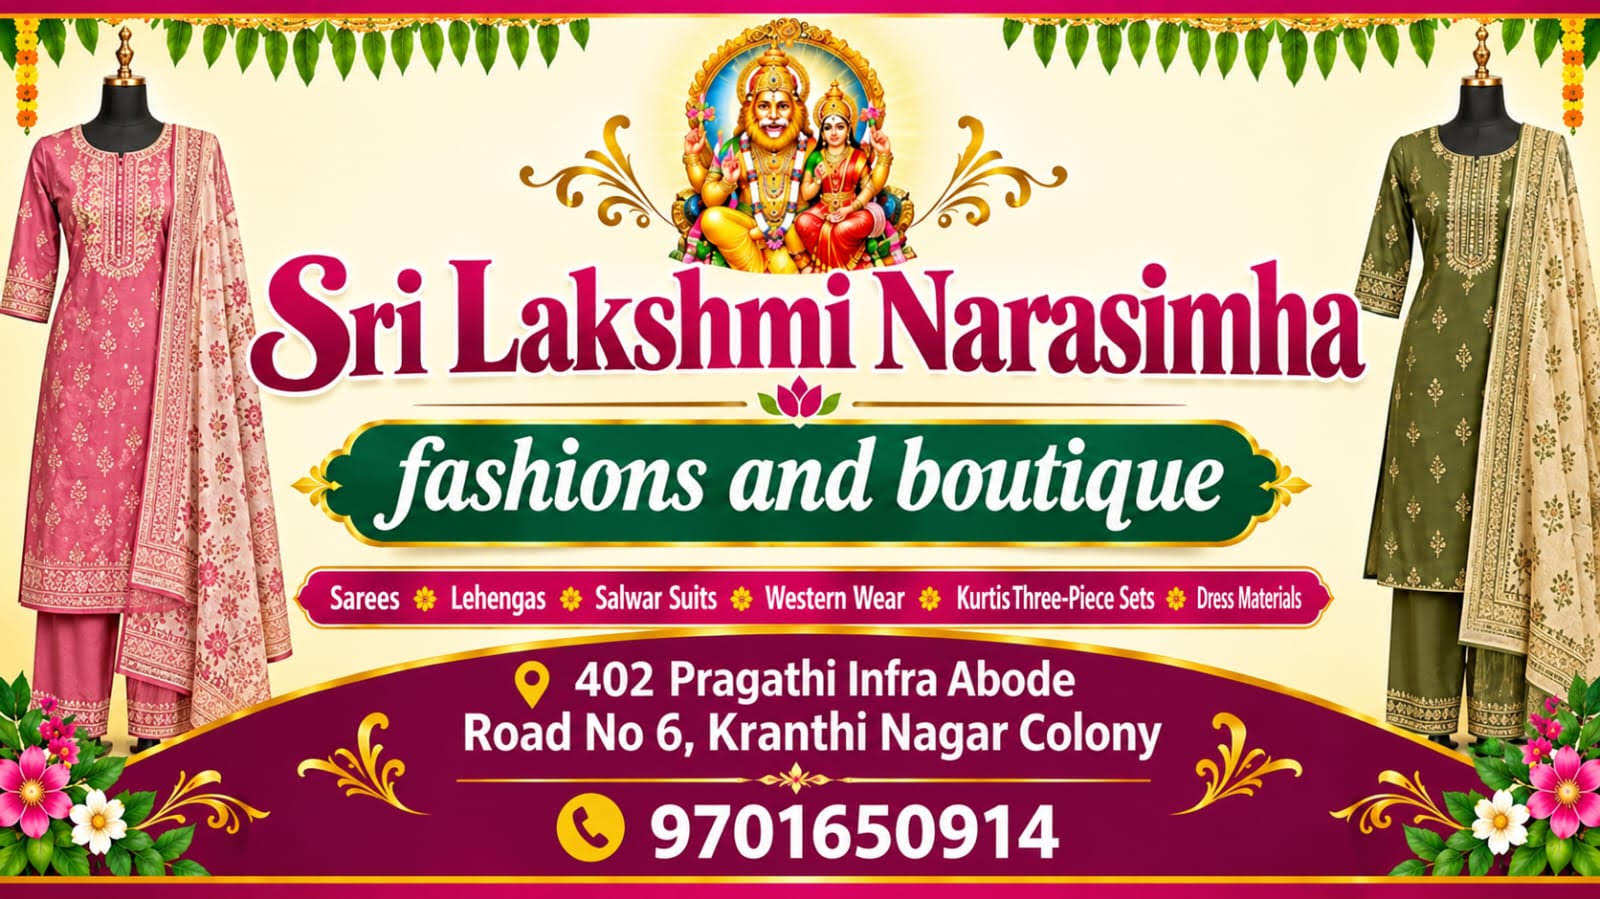 Sri Lakshmi Narasimha
fashions and boutique
Sarees Lehengas Salwar Suits Western Wear Kurtis Three-Piece Sets Dress Materials
402 Pragathi Infra Abode
Road No 6, Kranthi Nagar Colony
9701650914